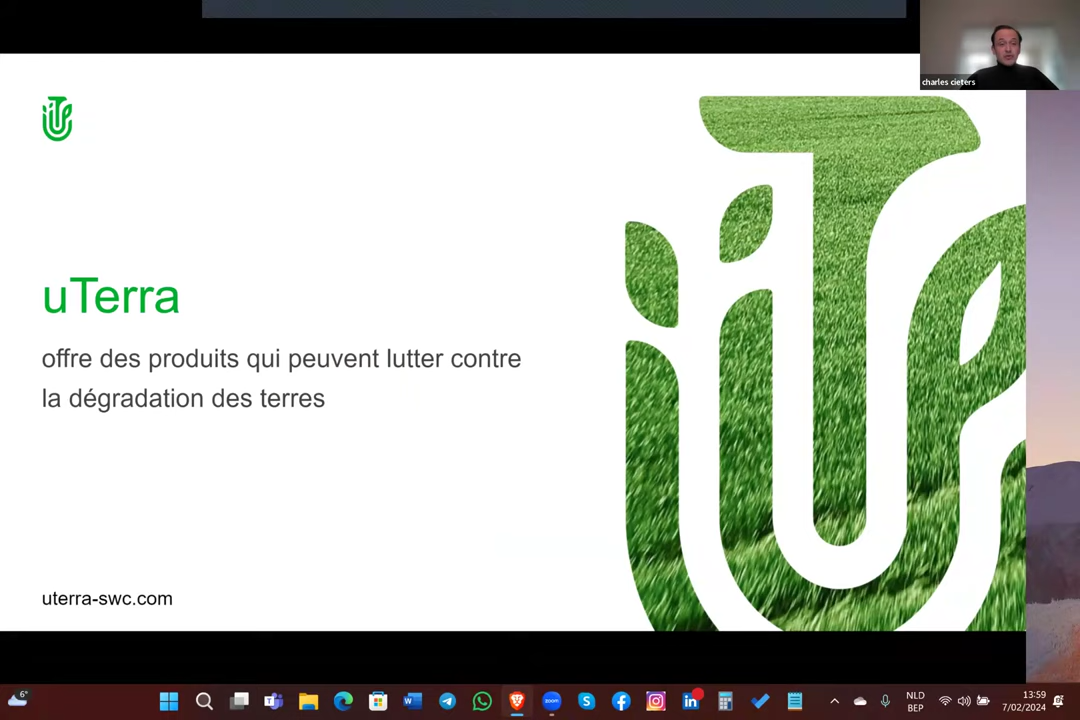 charles cieters
uTerra
offre des produits qui peuvent lutter contre
la dégradation des terres
uterra-swc.com
6°
NLD
BEP
13:59
7/02/2024